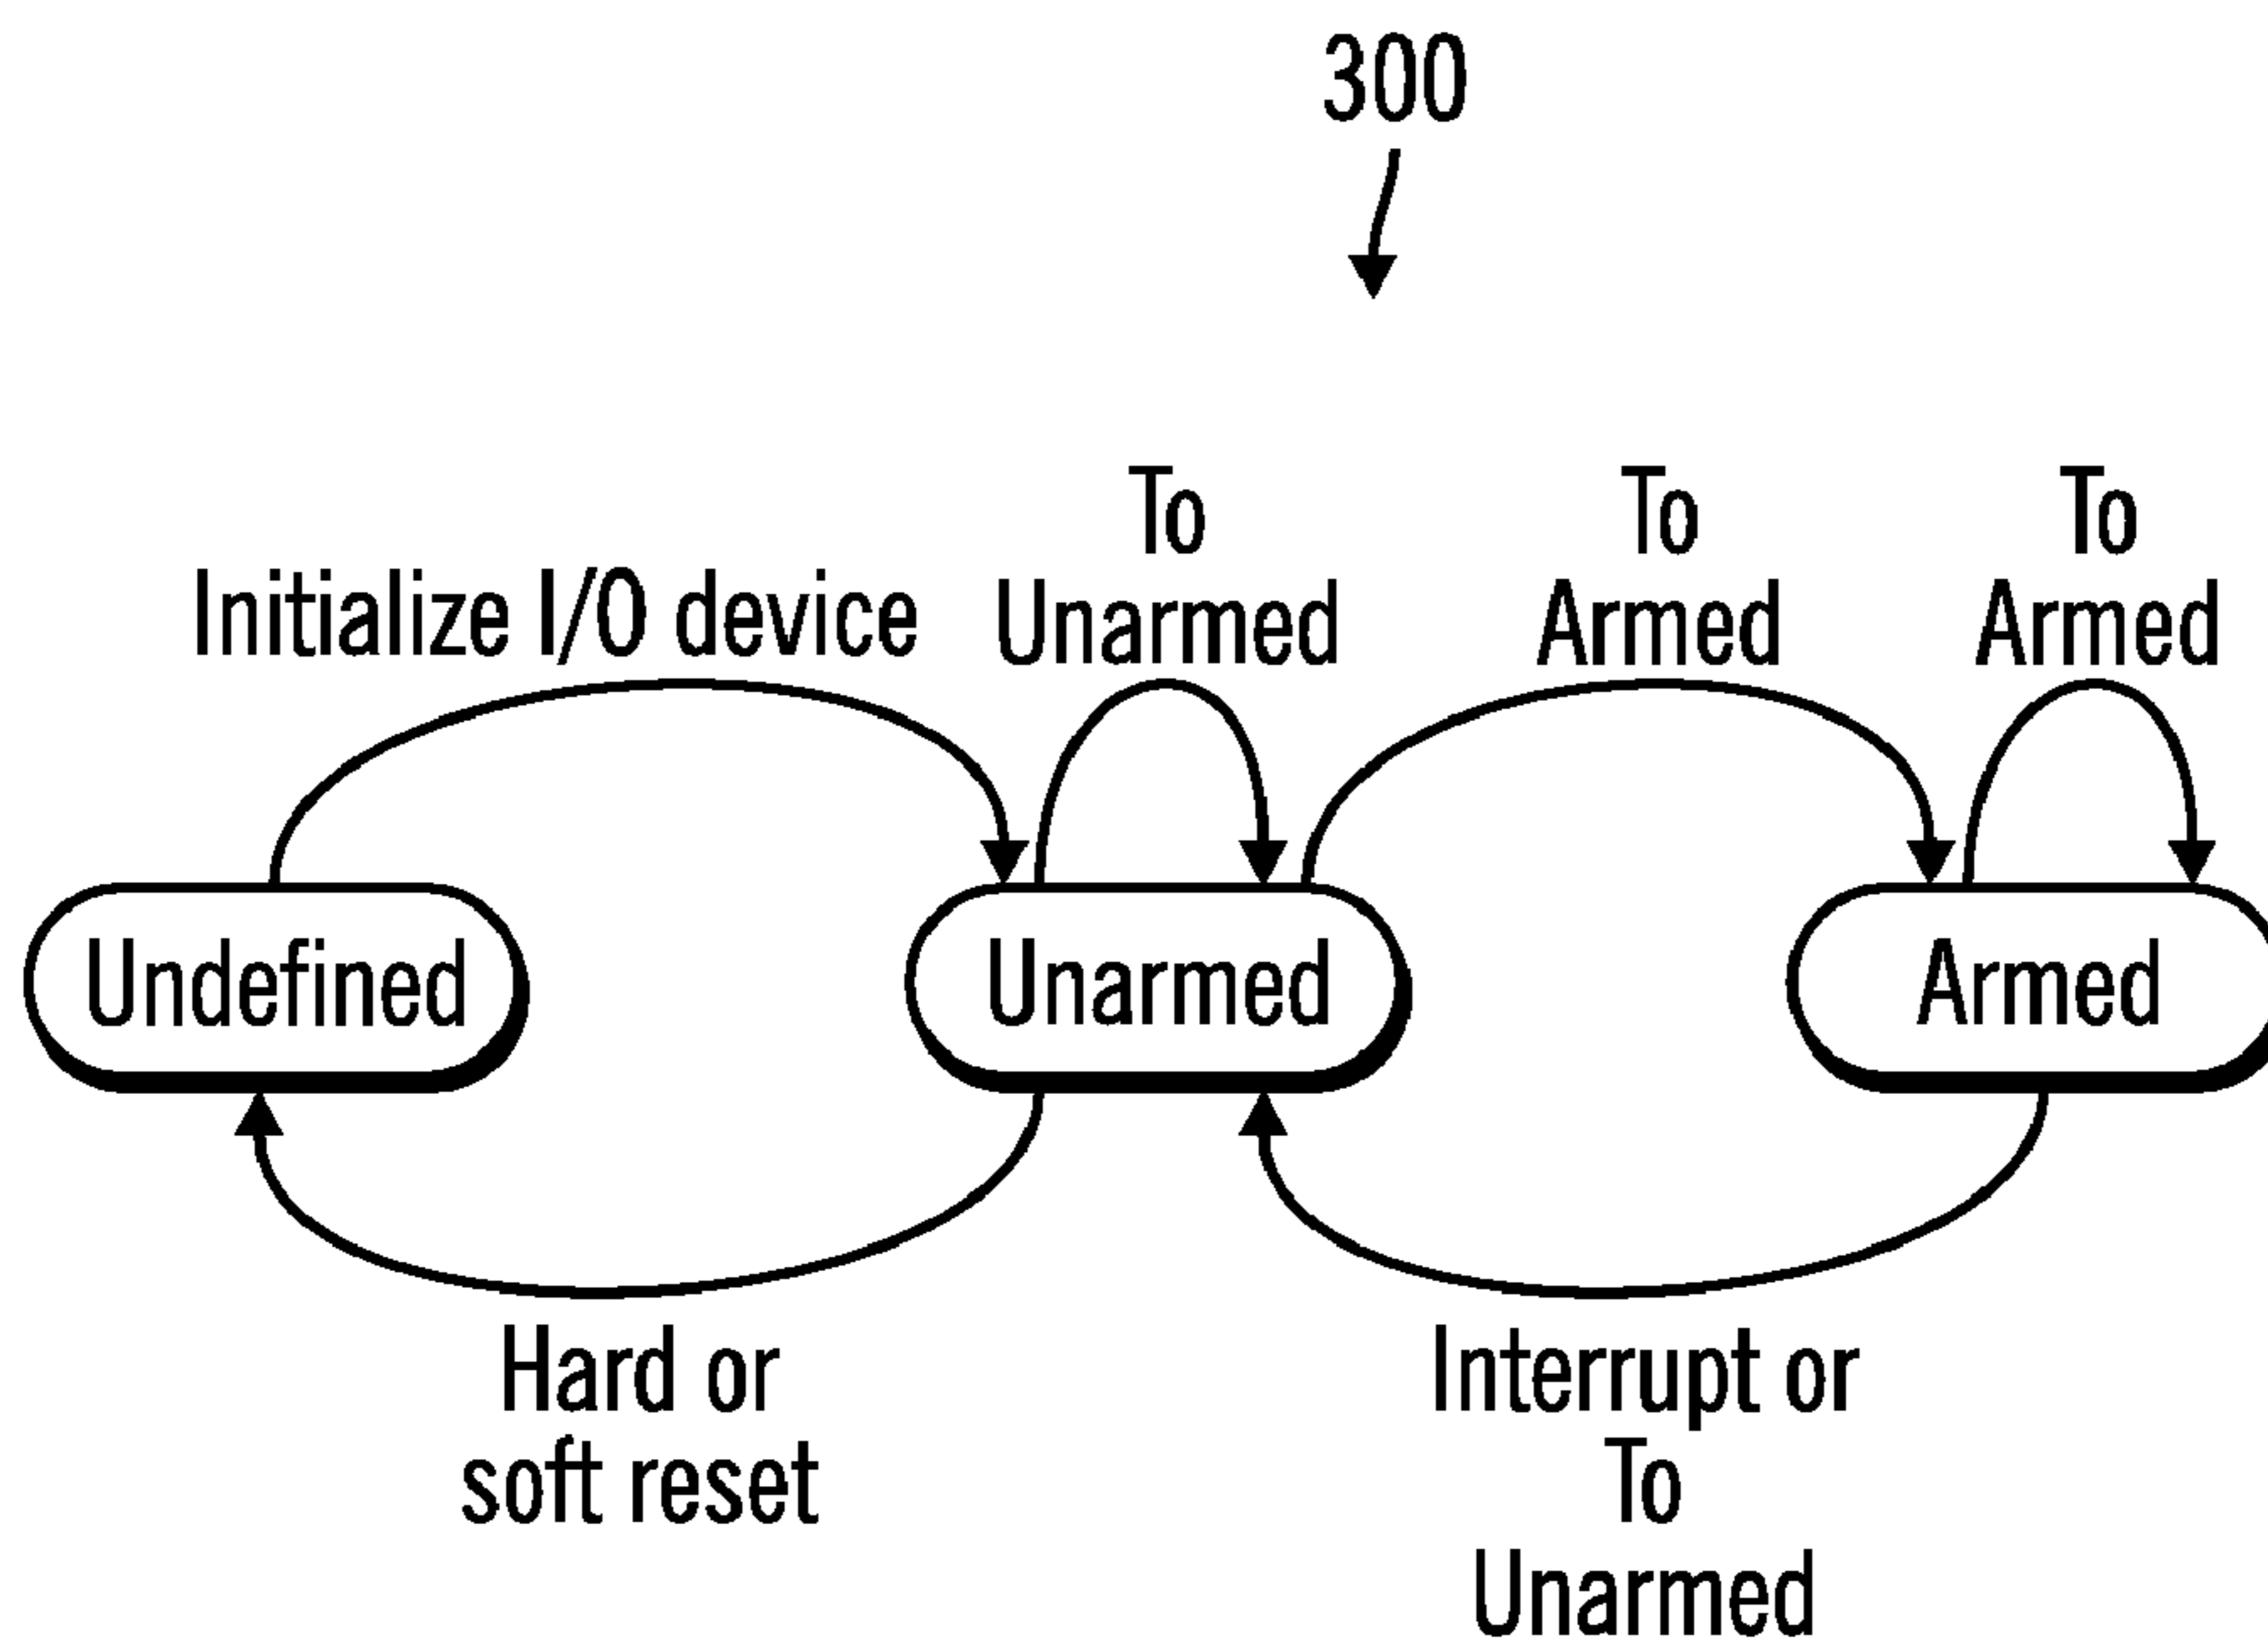 300
To
Unarmed
To
Armed
To
Armed
Initialize I/O device
Undefined
Unarmed
Armed
Hard or
soft reset
Interrupt or
To
Unarmed